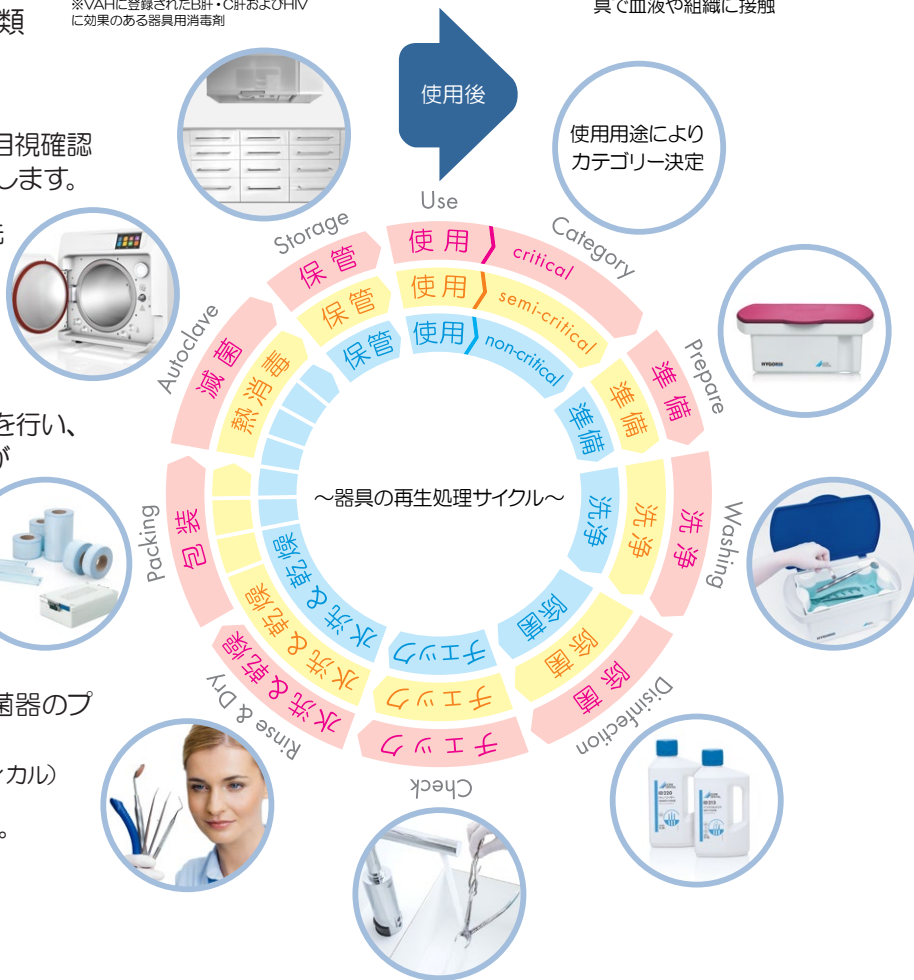 類
※VAHに登録されたB肝・C肝およびHIV
に効果のある器具用消毒剤
具で血液や組織に接触
使用後
使用用途により
カテゴリー決定
目視確認
します。
を行い、
が
菌器のプ
ィカル）
。
～器具の再生処理サイクル～
Use
Category
Prepare
Washing
Disinfection
Check
Rinse & Dry
Packing
Autoclave
Storage
使用
critical
準備
洗浄
除菌
チェック
水洗&乾燥
包装
滅菌
保管
使用
semi-critical
準備
洗浄
除菌
チェック
水洗&乾燥
熱消毒
保管
使用
non-critical
準備
洗浄
除菌
チェック
水洗&乾燥
保管
HYGOBOX